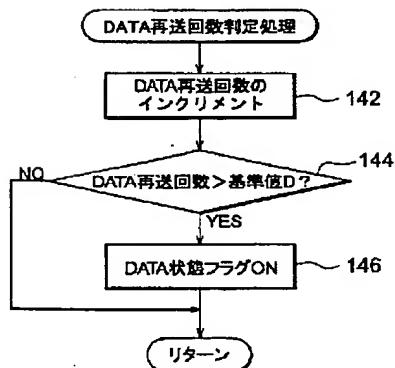 DATA再送回数判定処理
DATA再送回数の
インクリメント
142
DATA再送回数＞基準値D？
144
NO
YES
DATA状態フラグON
146
リターン